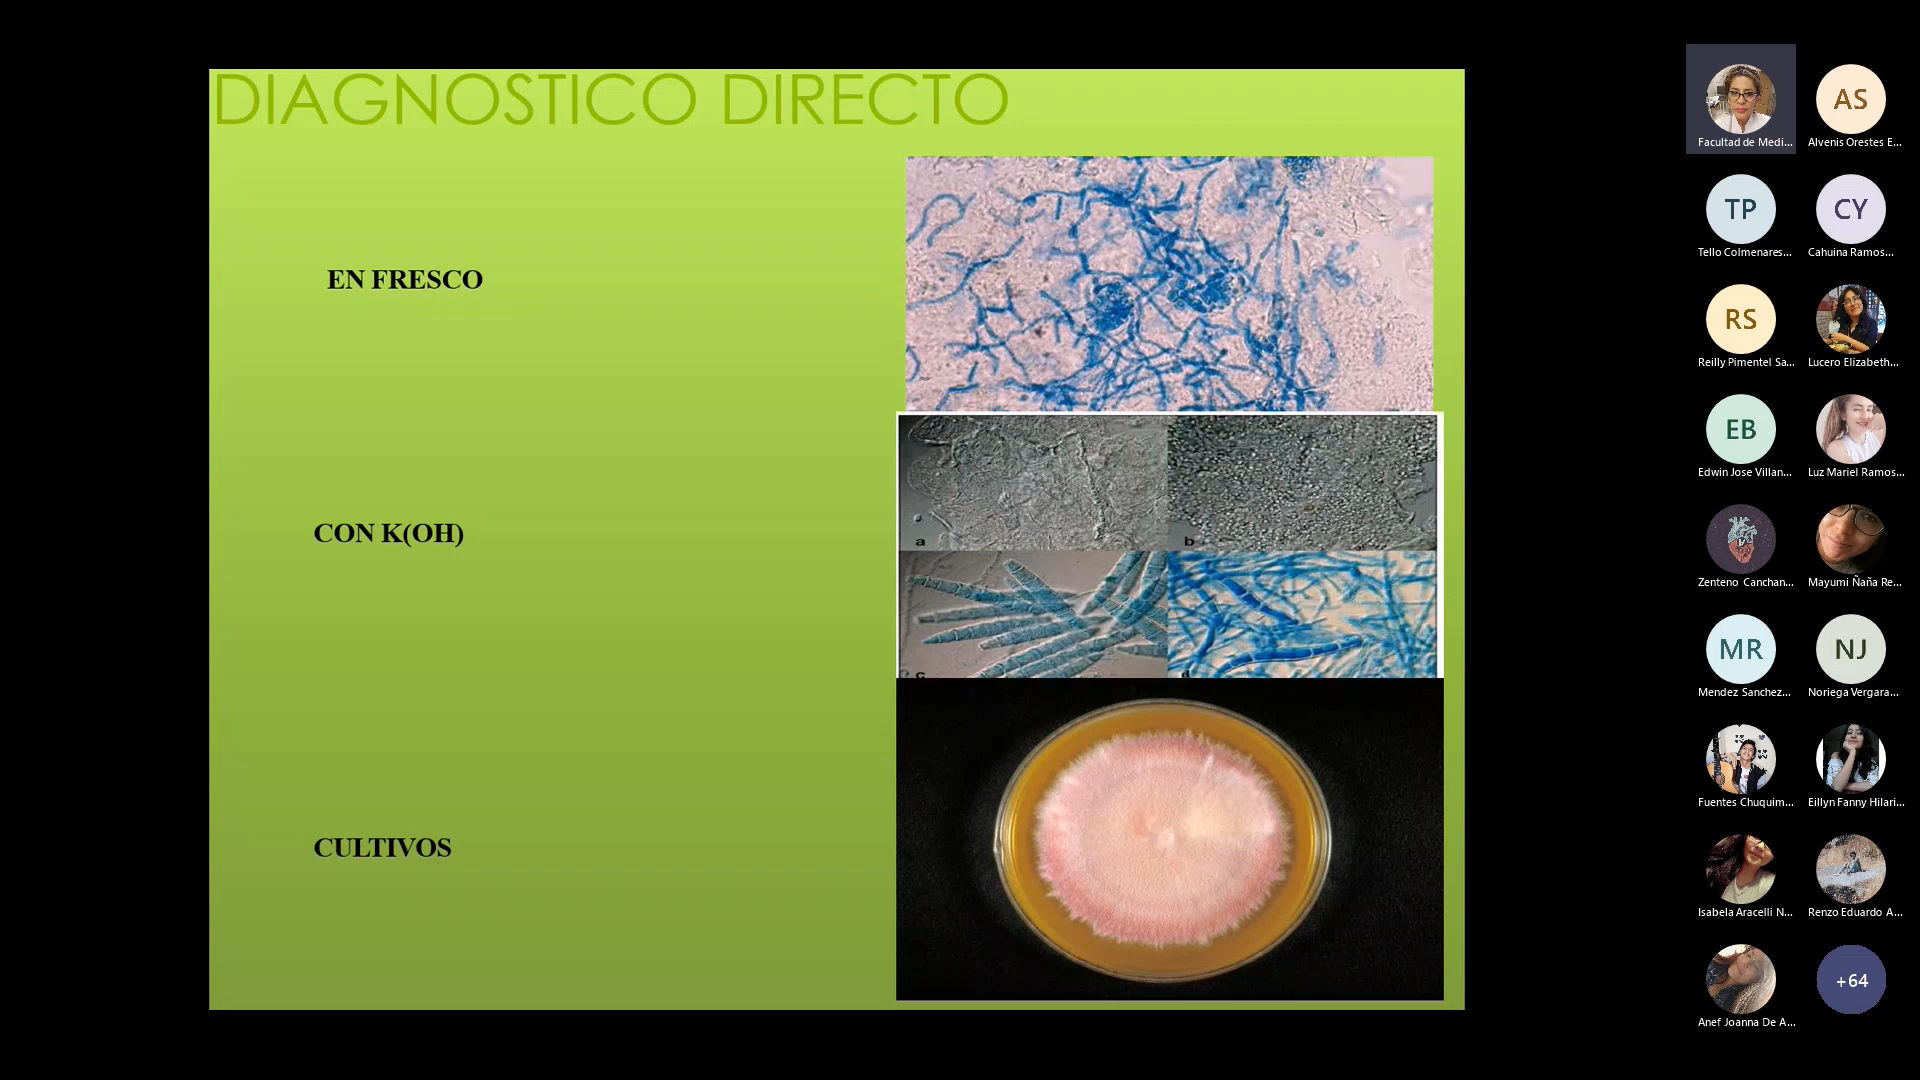 DIAGNOSTICO DIRECTO
EN FRESCO
CON K(OH)
CULTIVOS
a
b
c
d
Facultad de Medi...
AS
Alvenis Orestes E...
TP
Tello Colmenares...
CY
Cahuina Ramos...
RS
Reilly Pimentel Sa...
Lucero Elizabeth...
EB
Edwin Jose Villan...
Luz Mariel Ramos...
Zenteno Canchan...
Mayumi Ñaña Re...
MR
Mendez Sanchez...
NJ
Noriega Vergara...
Fuentes Chuquim...
Eillyn Fanny Hilari...
Isabela Aracelli N...
Renzo Eduardo A...
Anef Joanna De A...
+64